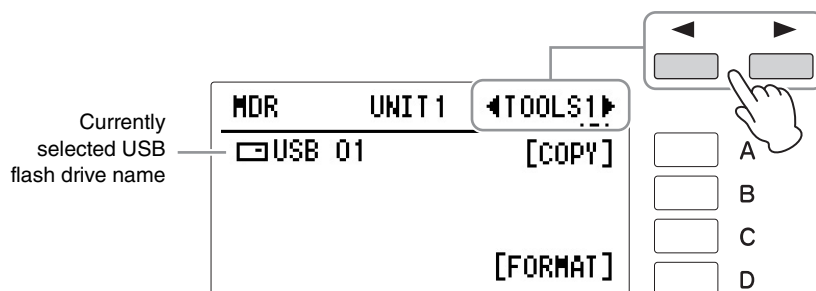 ◀ ▶
MDR UNIT1 ◀TOOLS1▶
Currently
selected USB
flash drive name
USB 01 [COPY] A
B
C
[FORMAT] D